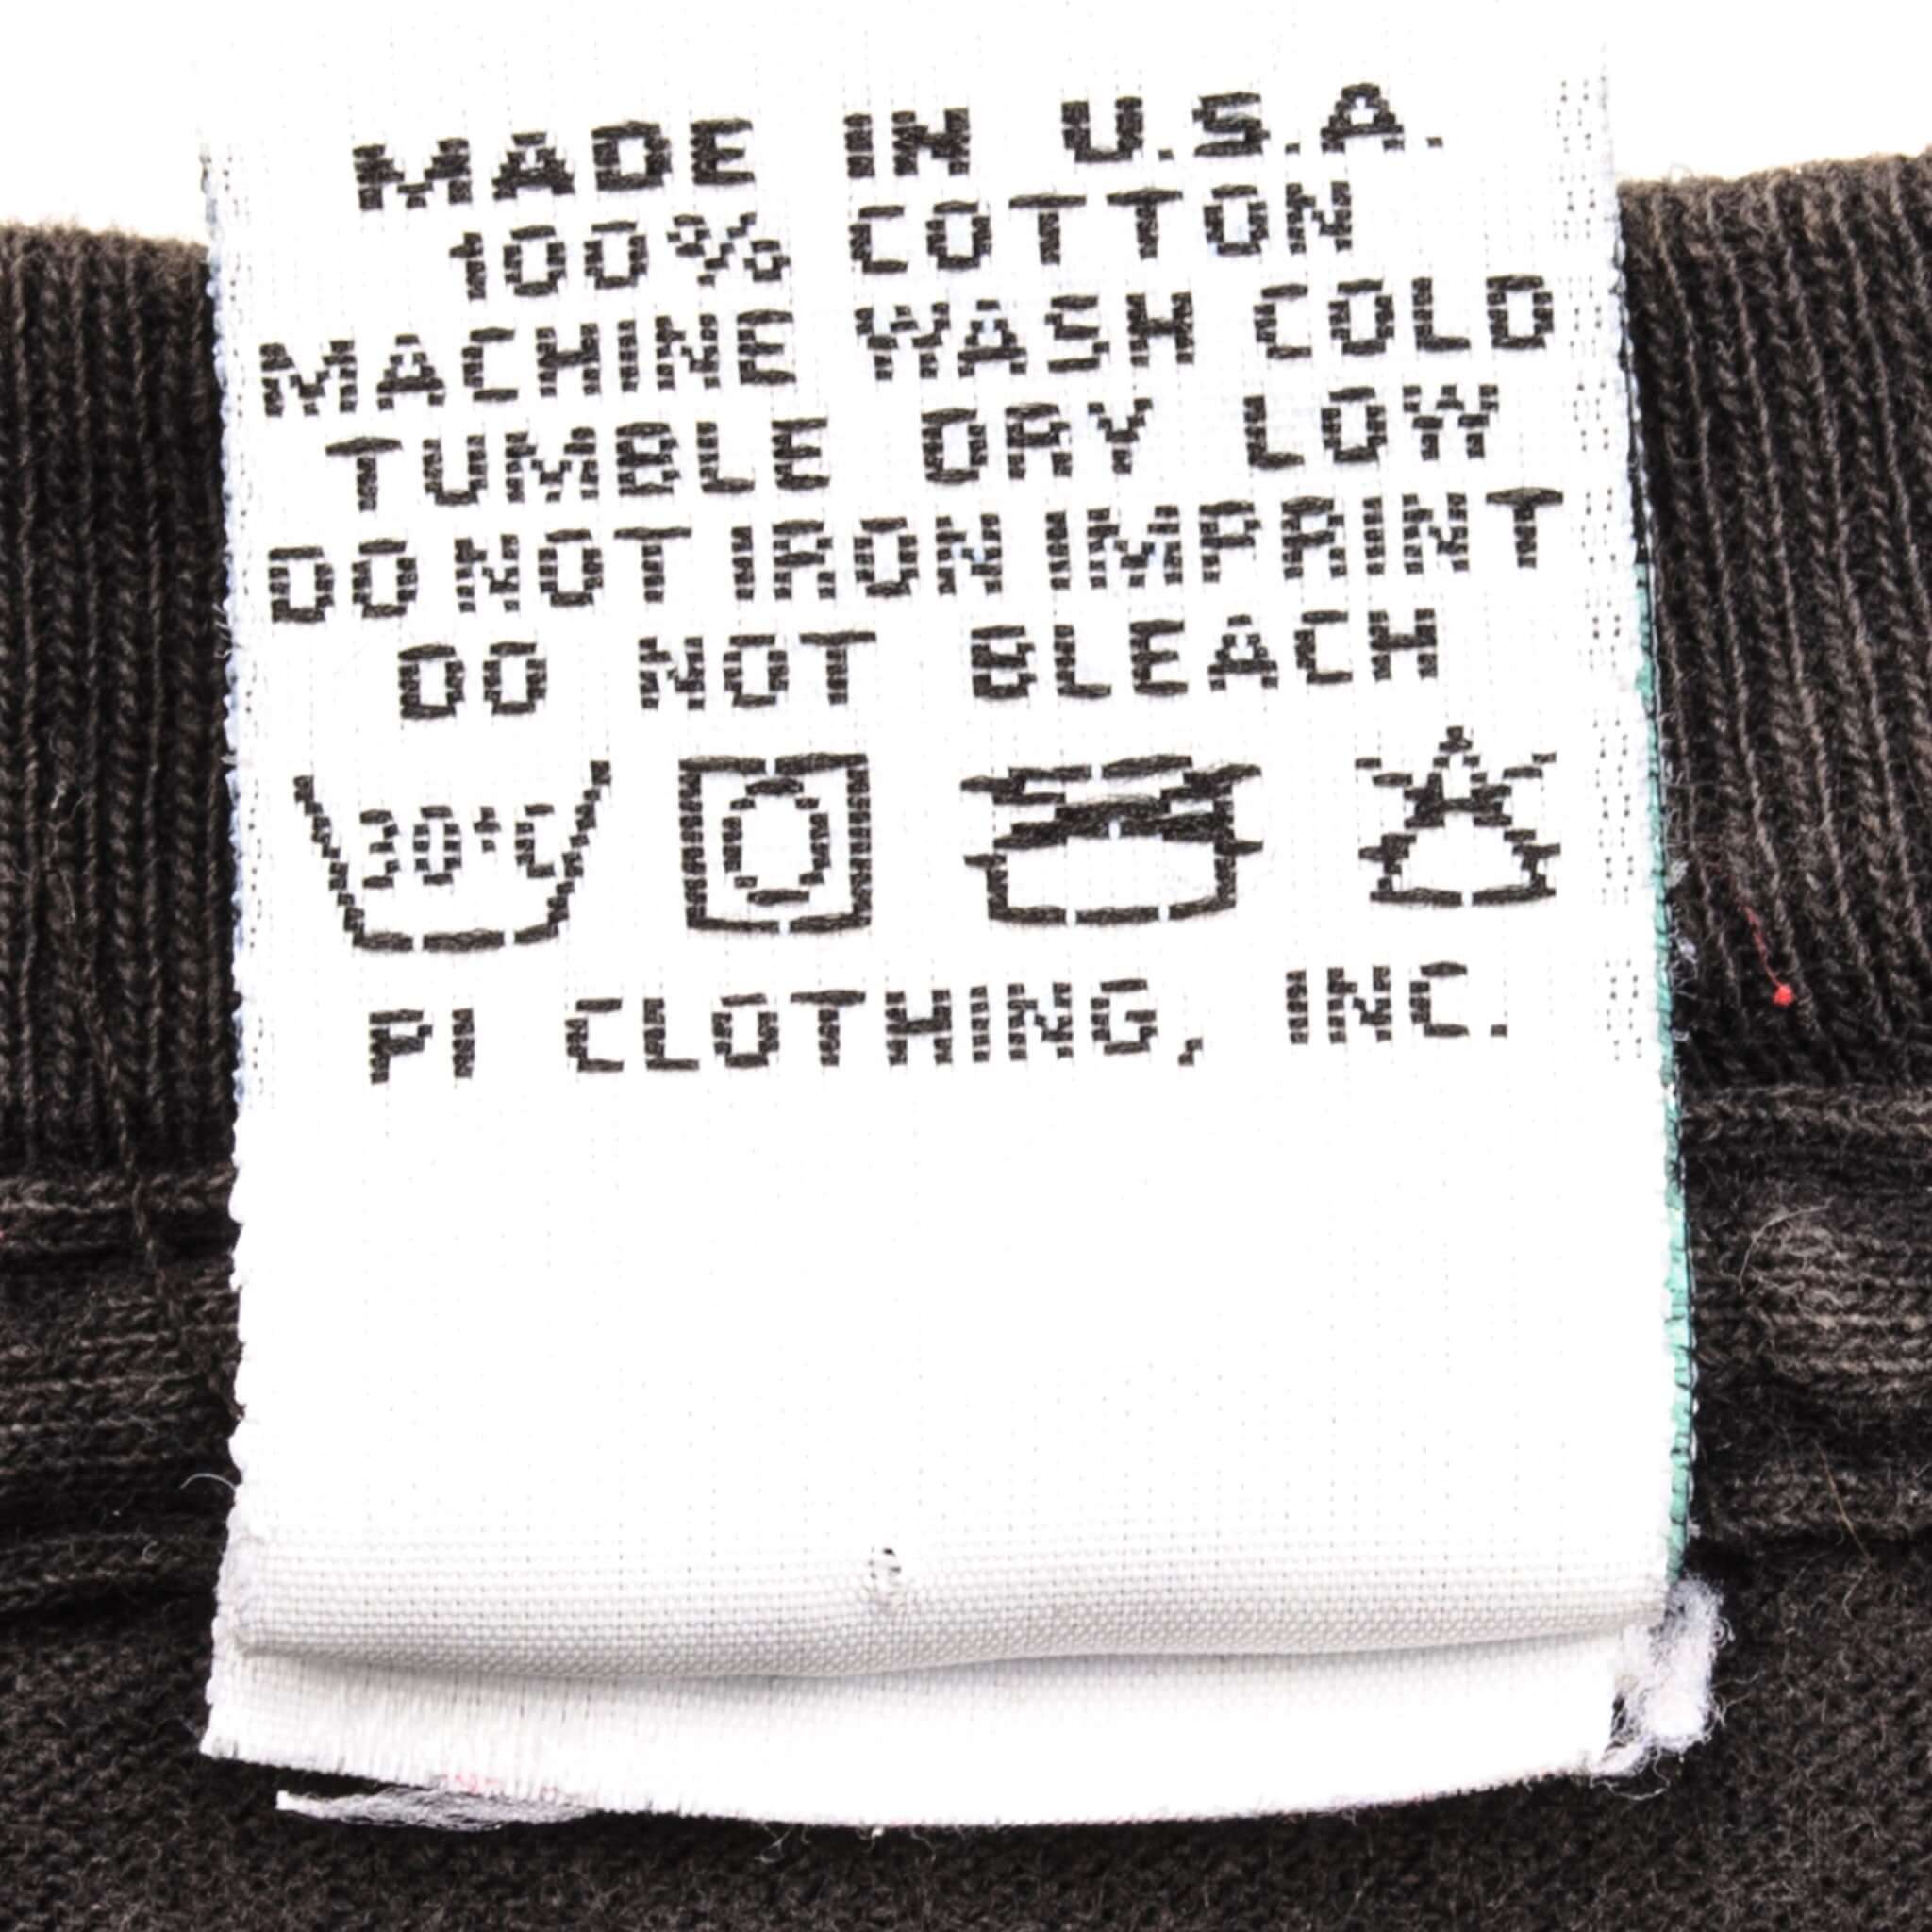 MADE IN U.S.A.
100% COTTON
MACHINE WASH COLD
TUMBLE DRY LOW
DO NOT IRON IMPRINT
DO NOT BLEACH
30°C
PI CLOTHING, INC.